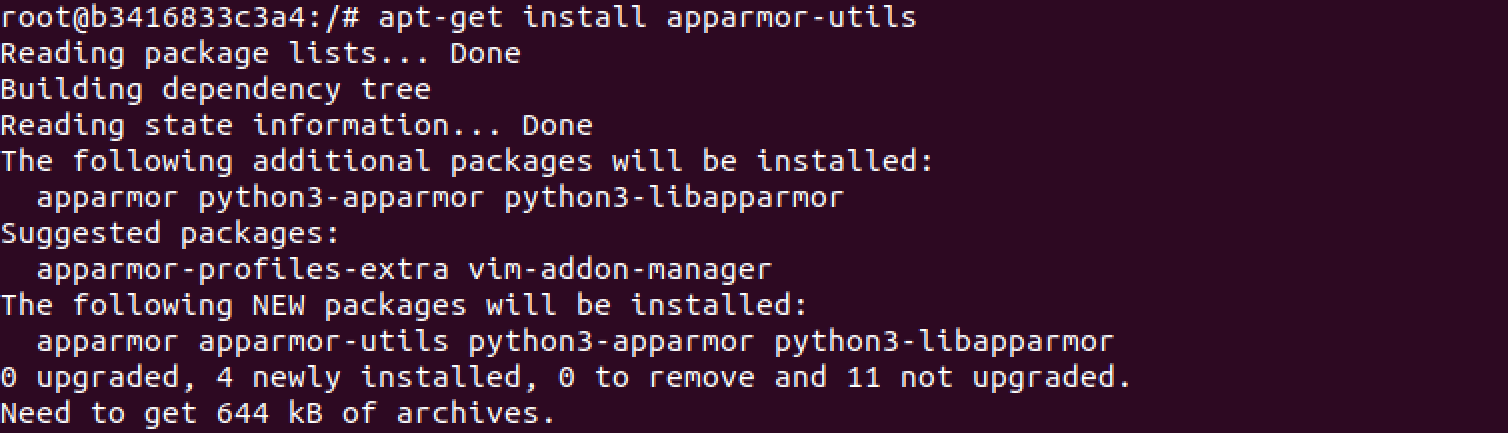 root@b3416833c3a4:/# apt-get install apparmor-utils
Reading package lists... Done
Building dependency tree
Reading state information... Done
The following additional packages will be installed:
  apparmor python3-apparmor python3-libapparmor
Suggested packages:
  apparmor-profiles-extra vim-addon-manager
The following NEW packages will be installed:
  apparmor apparmor-utils python3-apparmor python3-libapparmor
0 upgraded, 4 newly installed, 0 to remove and 11 not upgraded.
Need to get 644 kB of archives.